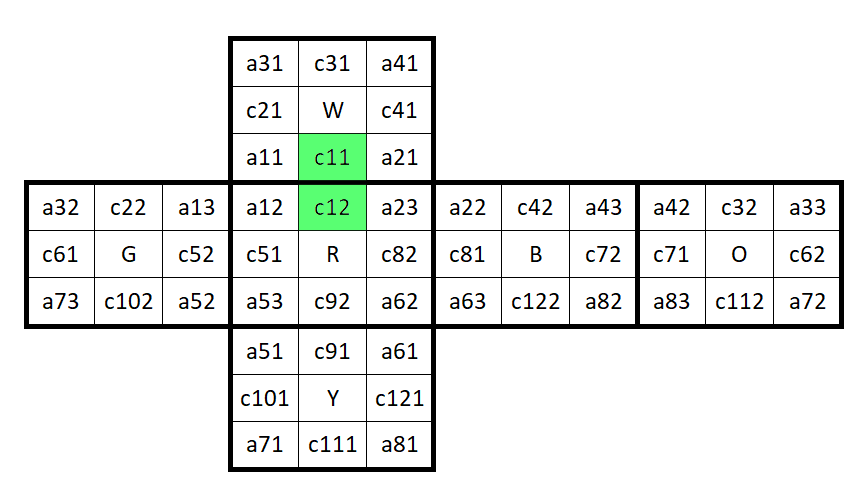 a31 c31 a41
c21 W c41
a11 c11 a21
a32 c22 a13 a12 c12 a23 a22 c42 a43 a42 c32 a33
c61 G c52 c51 R c82 c81 B c72 c71 O c62
a73 c102 a52 a53 c92 a62 a63 c122 a82 a83 c112 a72
a51 c91 a61
c101 Y c121
a71 c111 a81